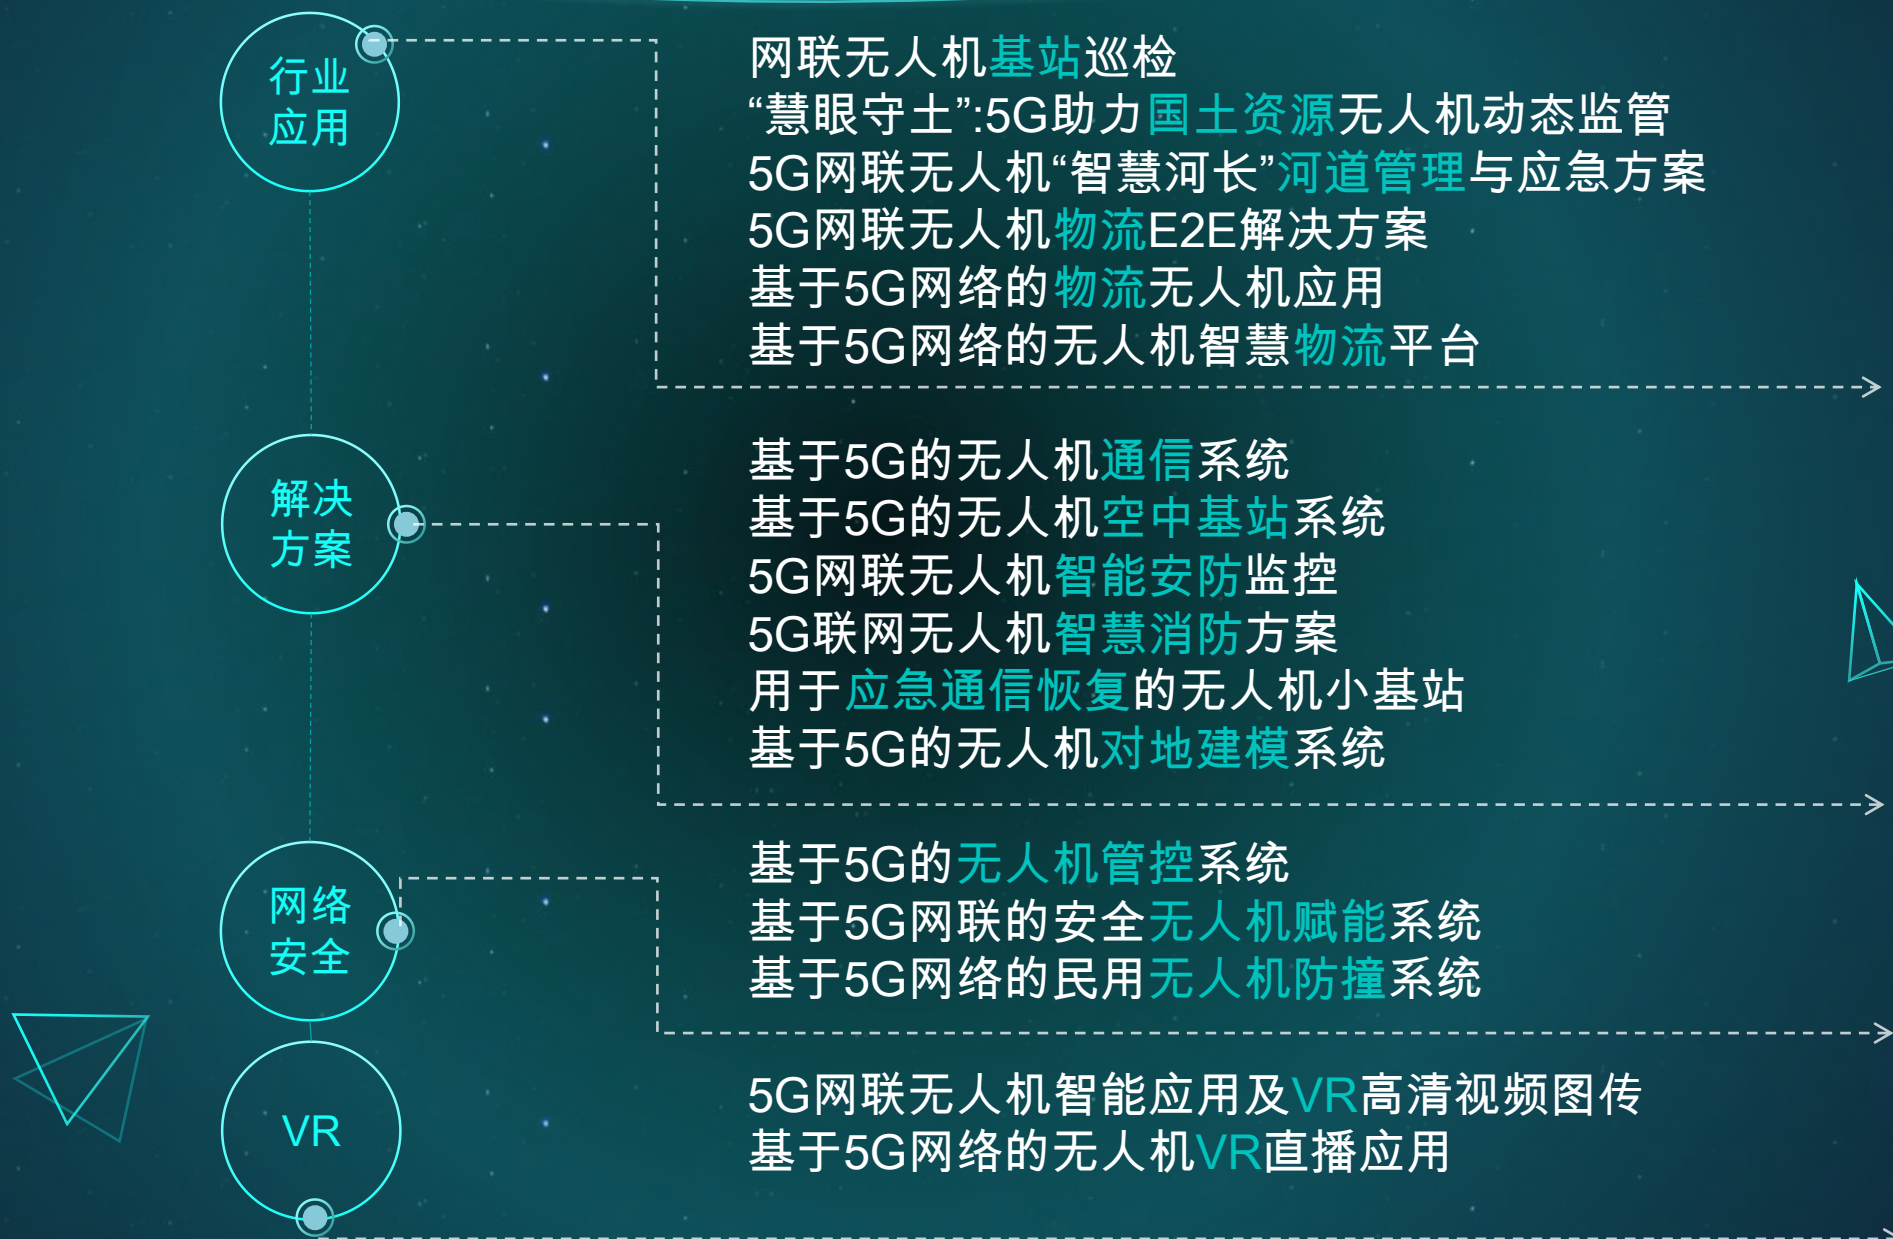 行业
应用
网联无人机基站巡检
“慧眼守土”:5G助力国土资源无人机动态监管
5G网联无人机“智慧河长”河道管理与应急方案
5G网联无人机物流E2E解决方案
基于5G网络的物流无人机应用
基于5G网络的无人机智慧物流平台
解决
方案
基于5G的无人机通信系统
基于5G的无人机空中基站系统
5G网联无人机智能安防监控
5G联网无人机智慧消防方案
用于应急通信恢复的无人机小基站
基于5G的无人机对地建模系统
网络
安全
基于5G的无人机管控系统
基于5G网联的安全无人机赋能系统
基于5G网络的民用无人机防撞系统
VR
5G网联无人机智能应用及VR高清视频图传
基于5G网络的无人机VR直播应用